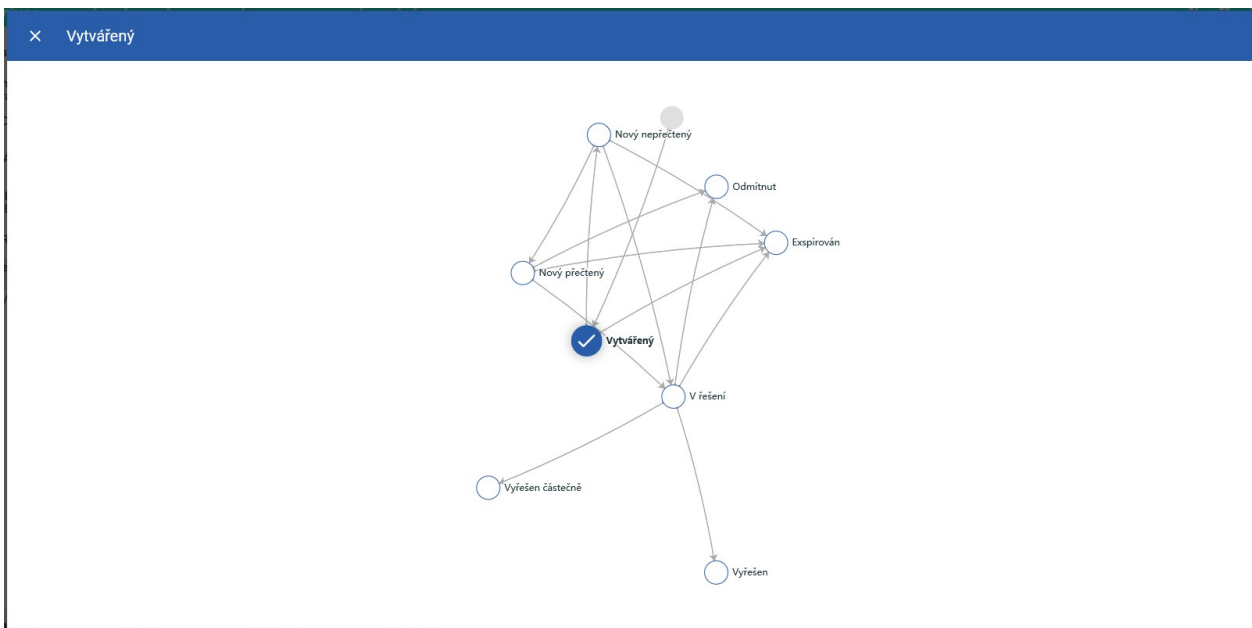 Vytvářený
Nový nepřečtený
Odmítnut
Exspirován
Nový přečtený
Vytvářený
V řešení
Vyřešen částečně
Vyřešen